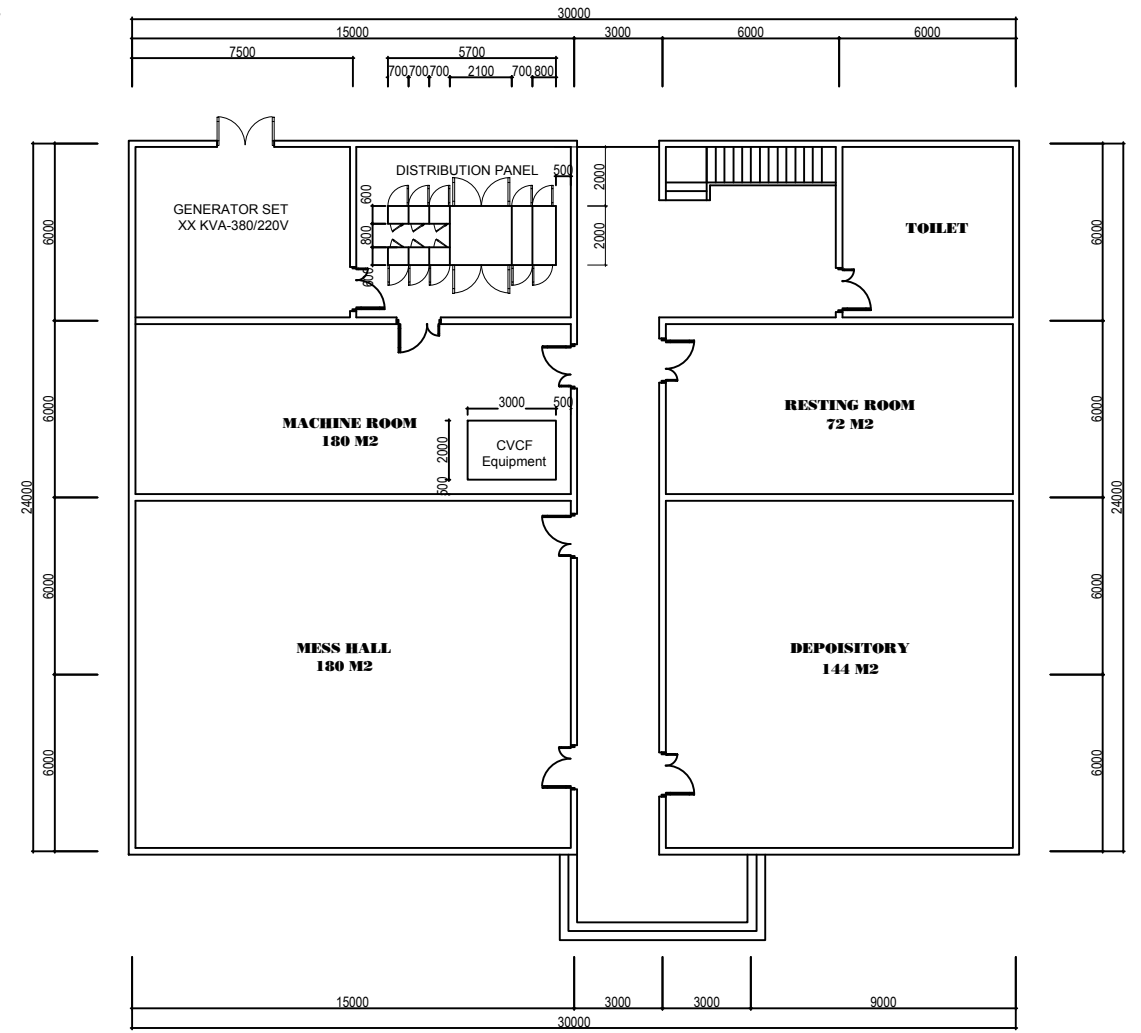 30000
15000
3000
6000
6000
7500
5700
700
700
700
2100
700
800
DISTRIBUTION PANEL
500
600
800
600
2000
2000
GENERATOR SET
XX KVA-380/220V
TOILET
6000
6000
6000
6000
24000
6000
6000
6000
6000
24000
MACHINE ROOM
180 M2
3000
500
2000
500
CVCF
Equipment
RESTING ROOM
72 M2
MESS HALL
180 M2
DEPOISITORY
144 M2
15000
3000
3000
9000
30000